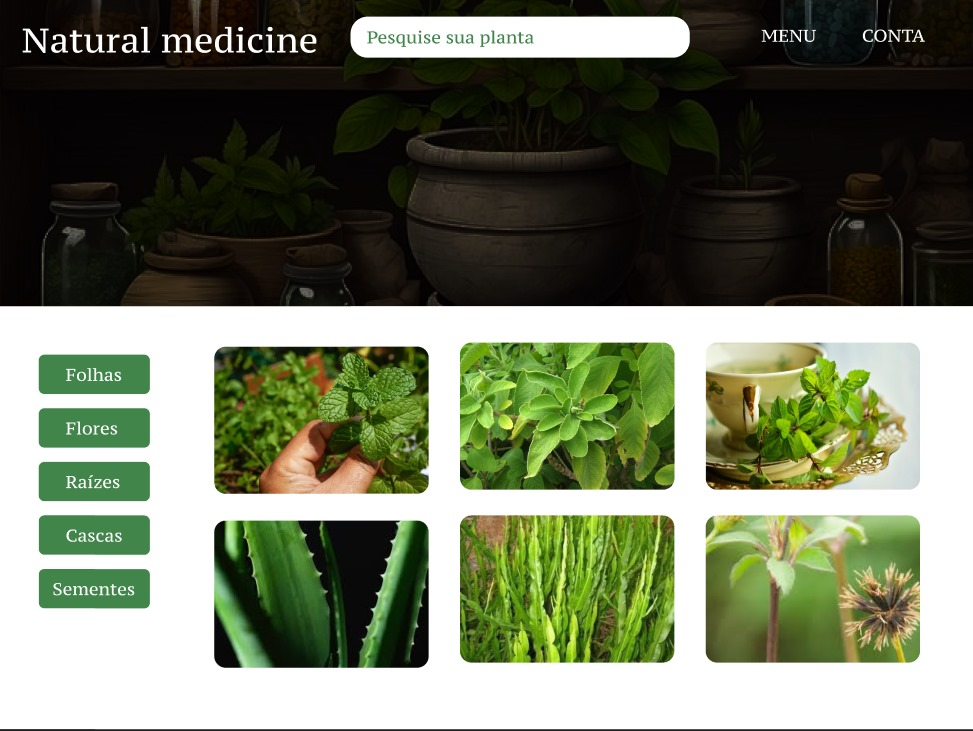 Natural medicine
Pesquise sua planta
MENU
CONTA
Folhas
Flores
Raízes
Cascas
Sementes